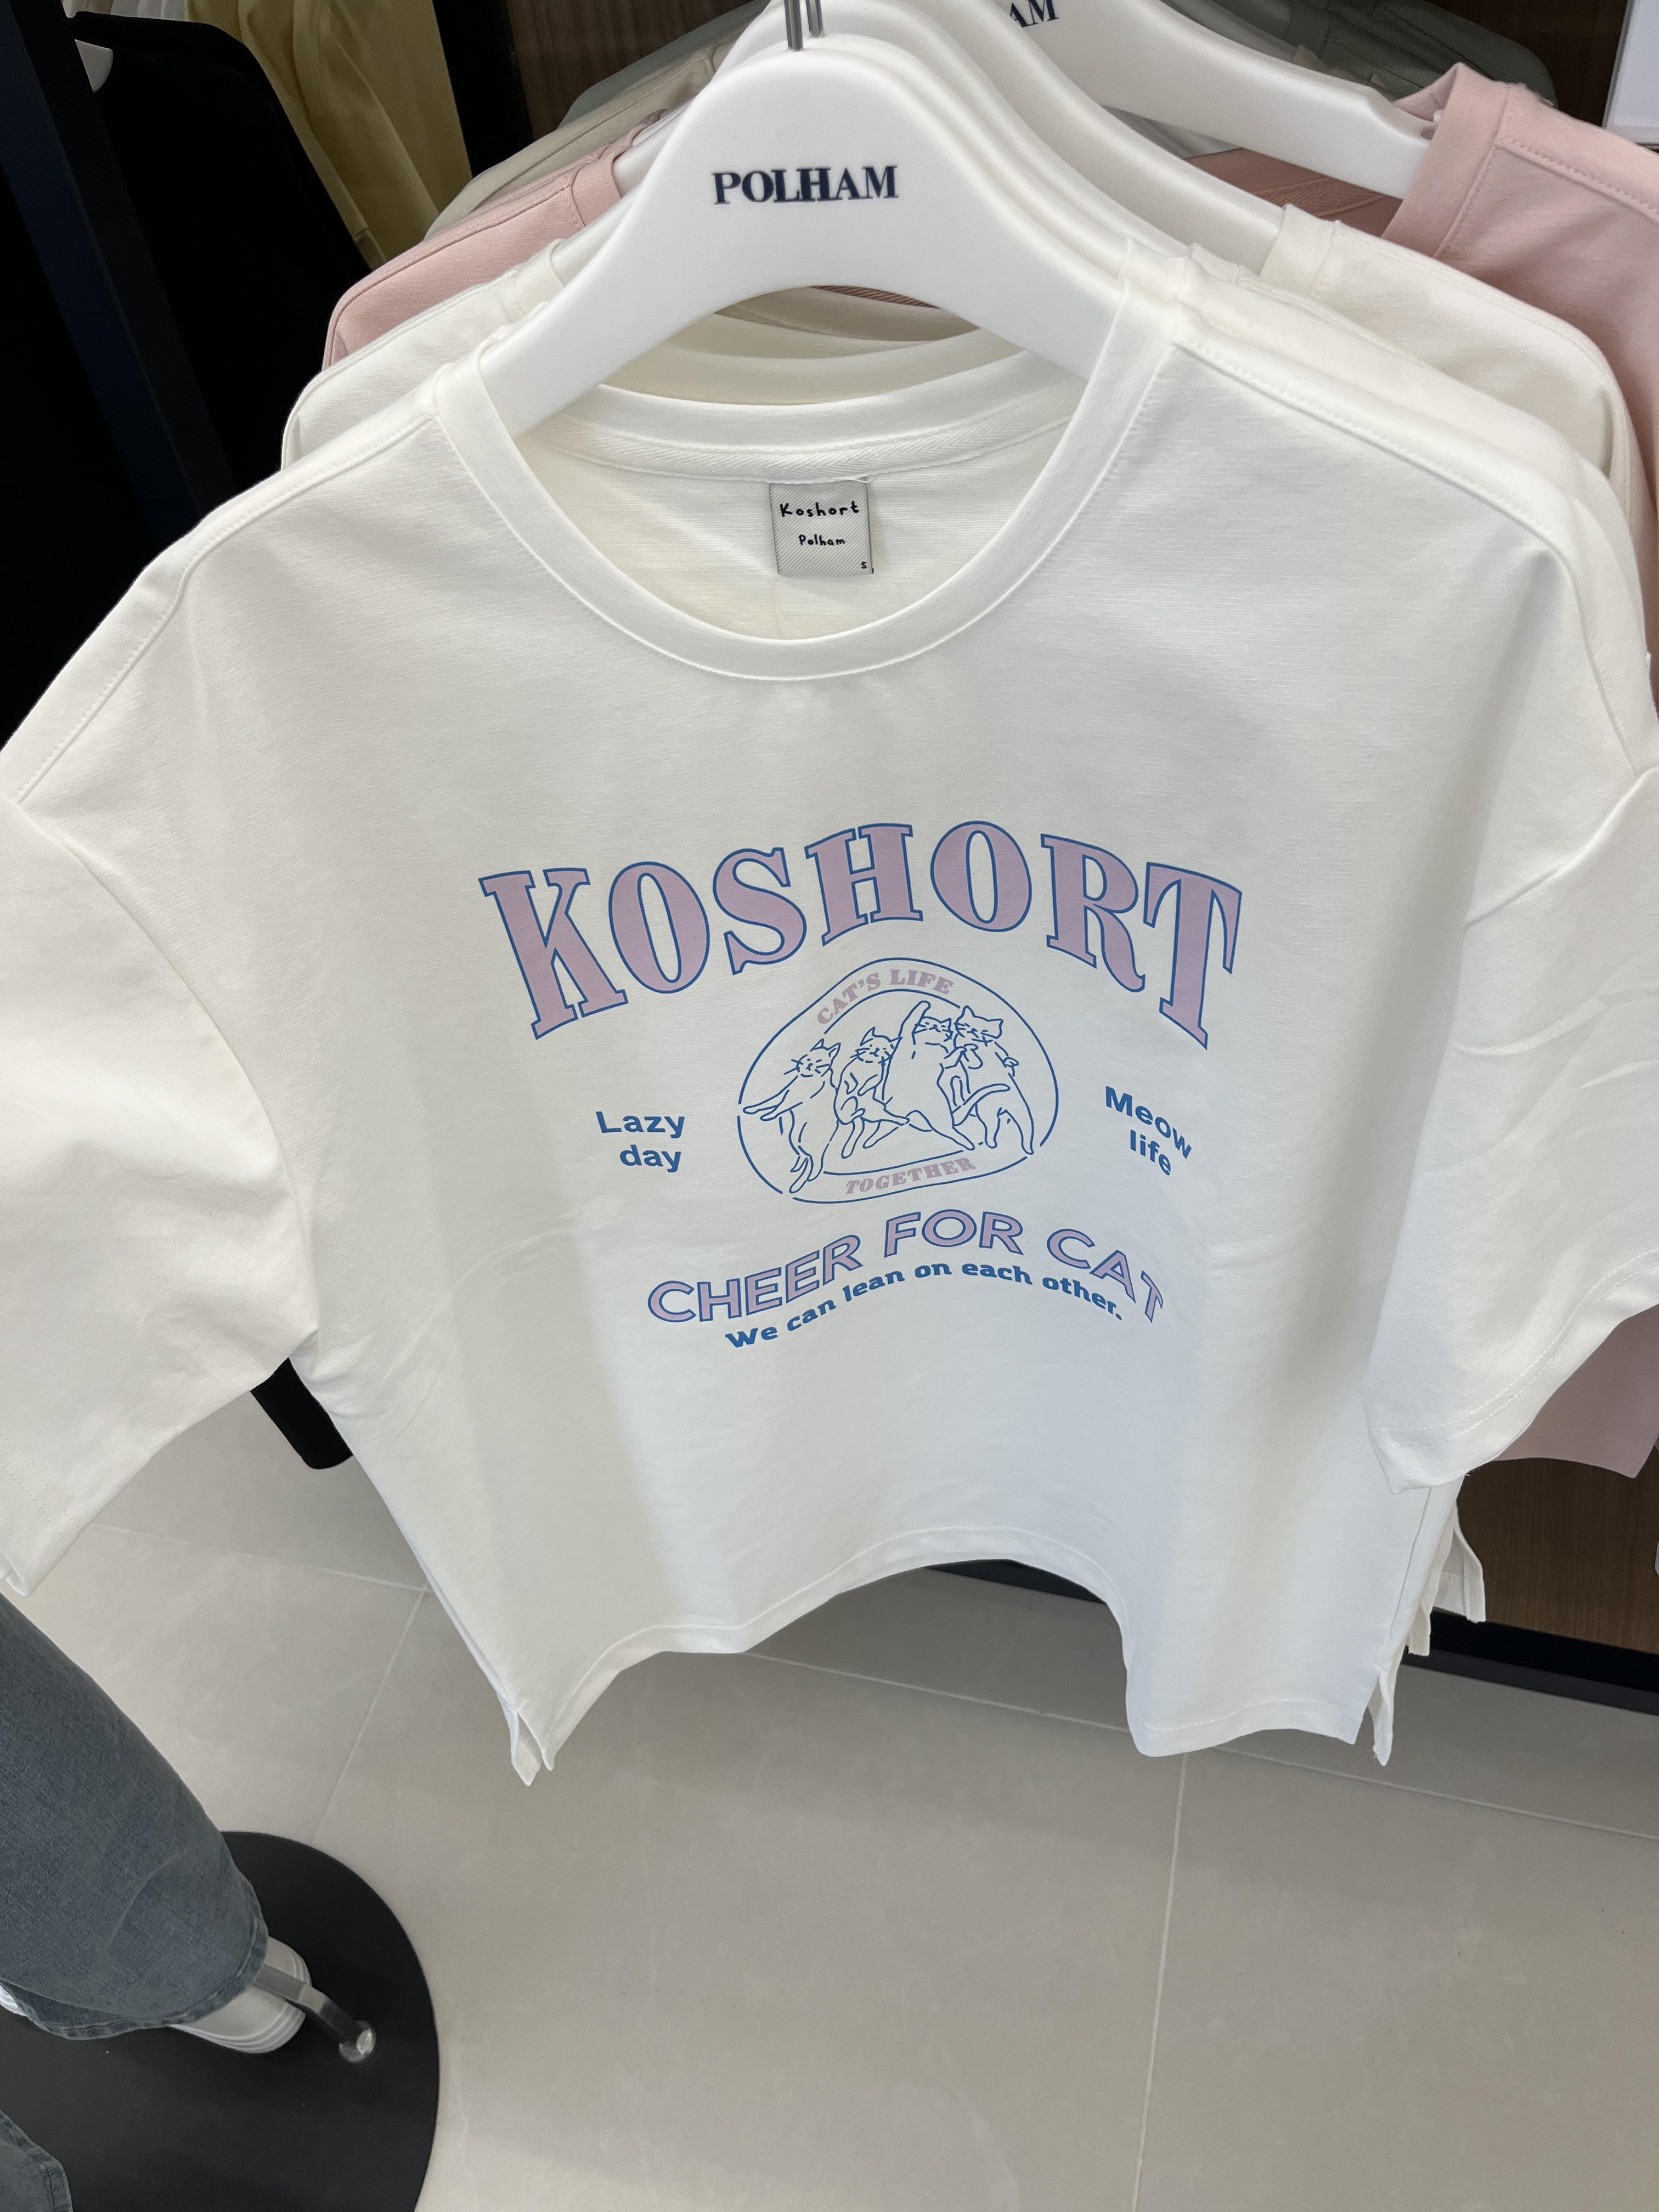 AM
POLHAM
Koshort
Polham
S
KOSHORT
CAT'S LIFE
Lazy
day
Meow
life
TOGETHER
CHEER FOR CAT
We can lean on each other.